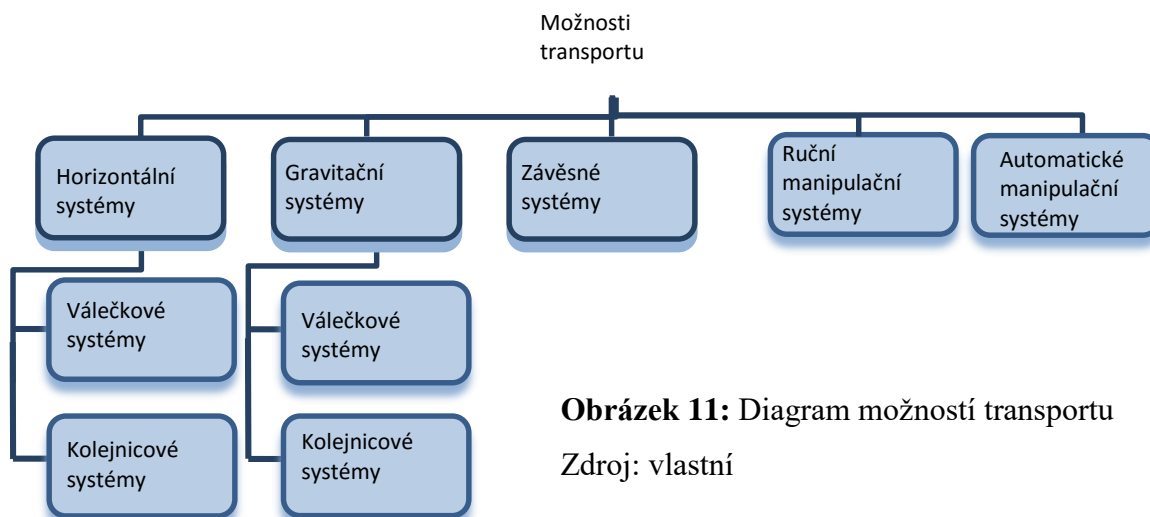 Možnosti
transportu
Horizontální
systémy
Gravitační
systémy
Závěsné
systémy
Ruční
manipulační
systémy
Automatické
manipulační
systémy
Válečkové
systémy
Válečkové
systémy
Kolejnicové
systémy
Kolejnicové
systémy
Obrázek 11: Diagram možností transportu
Zdroj: vlastní